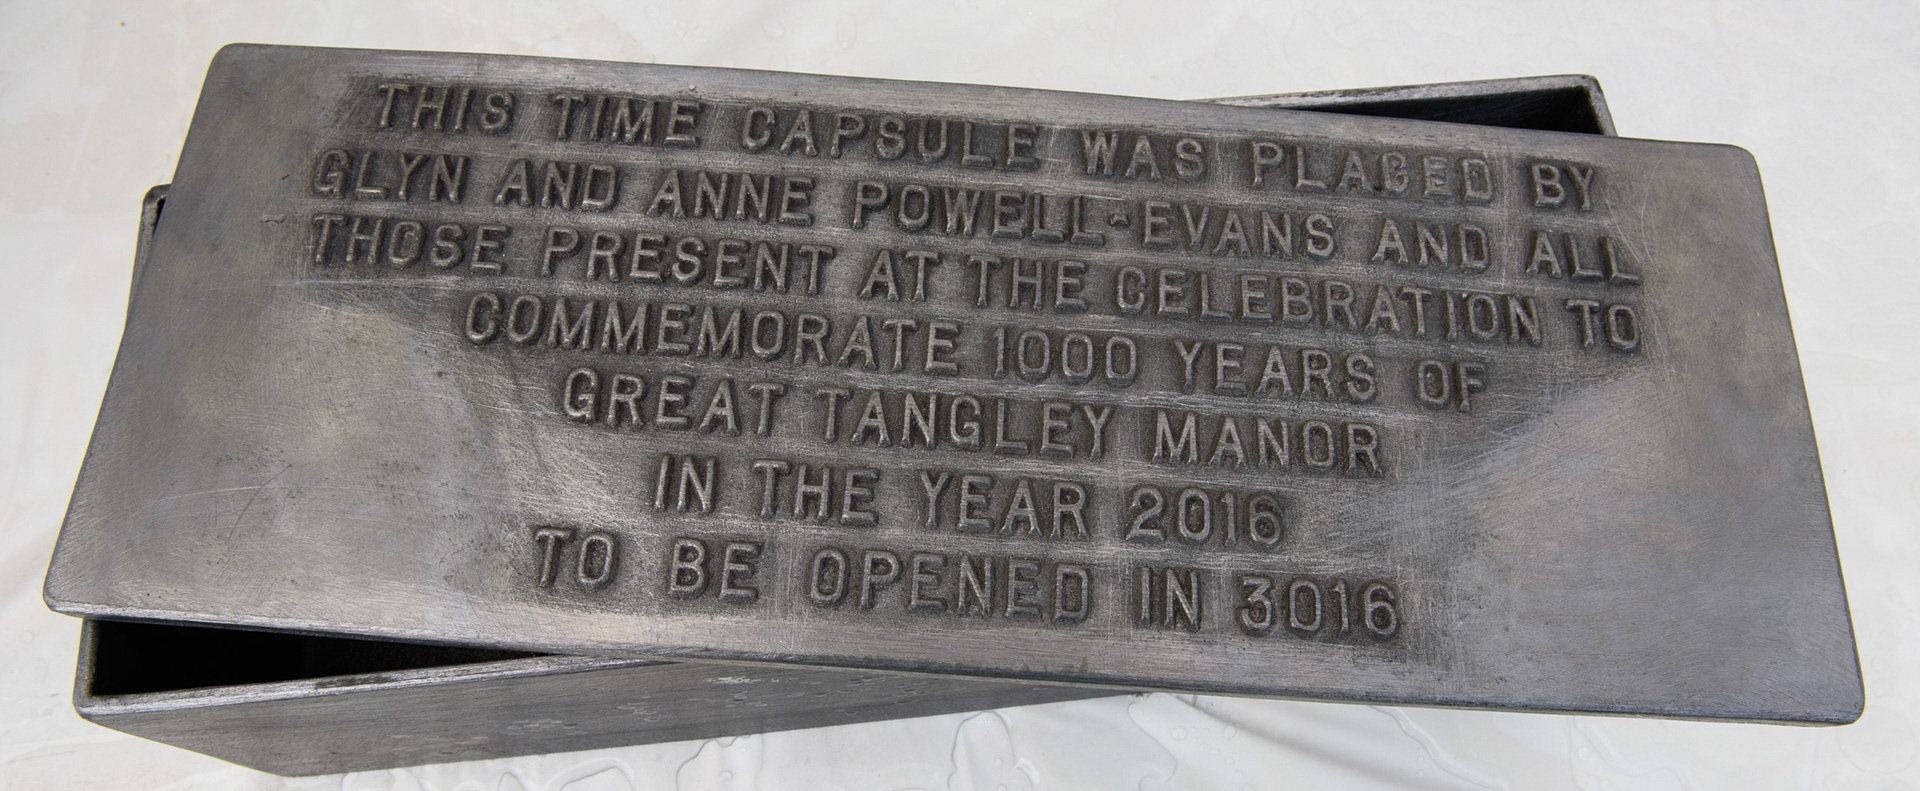 THIS TIME CAPSULE WAS PLACED BY
GLYN AND ANNE POWELL-EVANS AND ALL
THOSE PRESENT AT THE CELEBRATION TO
COMMEMORATE 1000 YEARS OF
GREAT TANGLEY MANOR
IN THE YEAR 2016
TO BE OPENED IN 3016